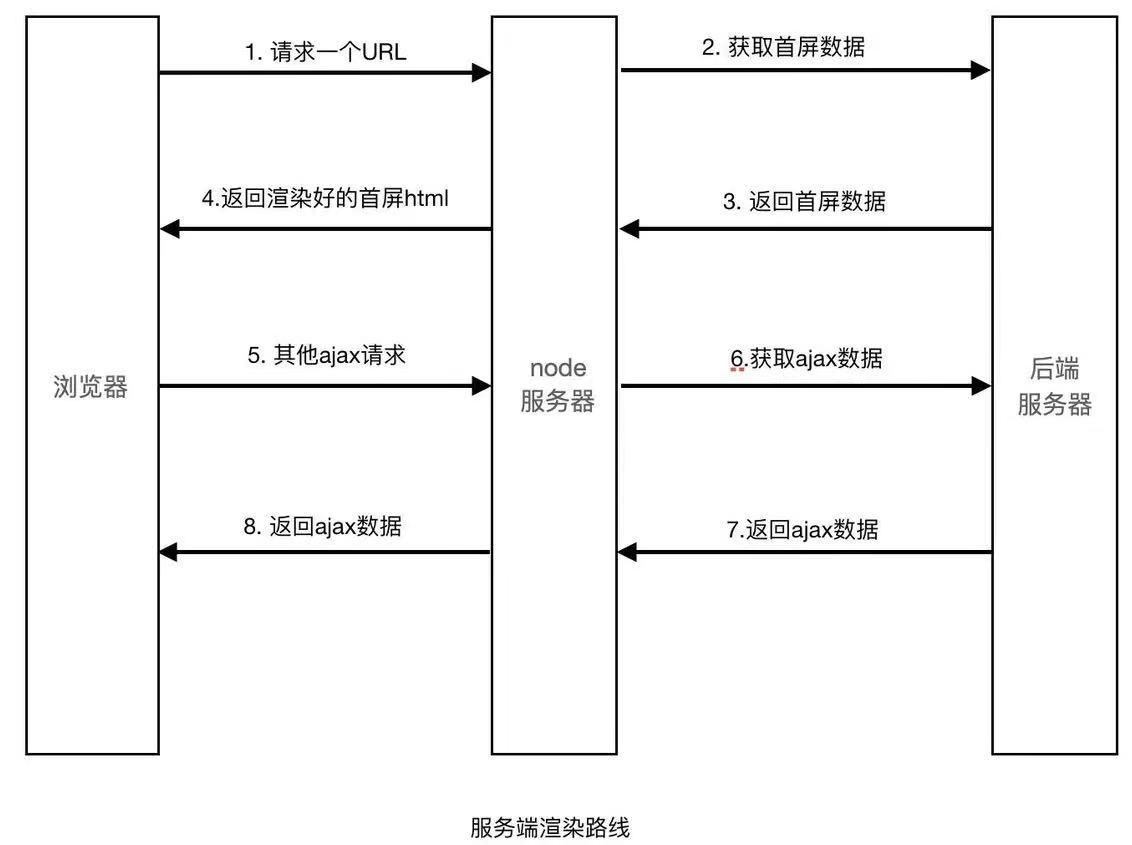 1. 请求一个URL
2. 获取首屏数据
4.返回渲染好的首屏html
3. 返回首屏数据
5. 其他ajax请求
6.获取ajax数据
浏览器
node
服务器
后端
服务器
8. 返回ajax数据
7.返回ajax数据
服务端渲染路线